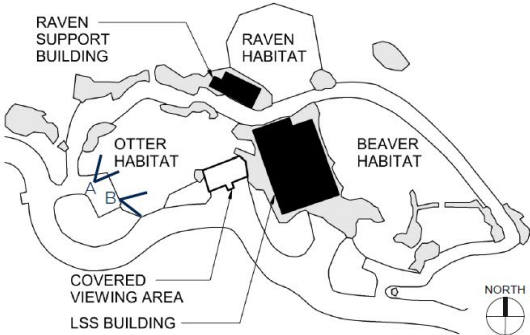 RAVEN
SUPPORT
BUILDING
RAVEN
HABITAT
OTTER
HABITAT
BEAVER
HABITAT
A
B
COVERED
VIEWING AREA
LSS BUILDING
NORTH